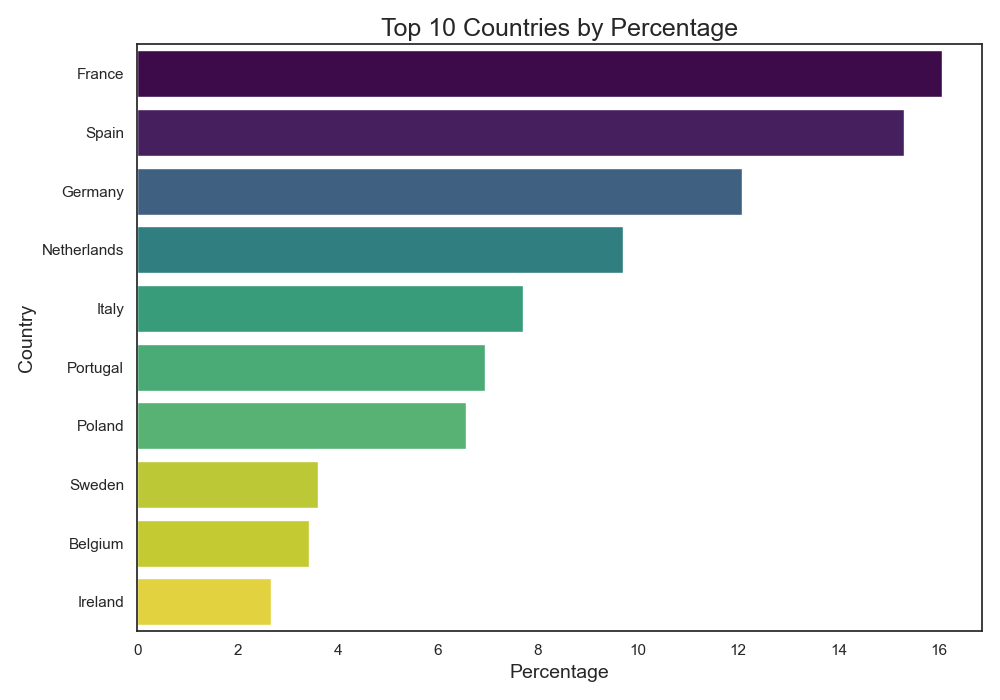 Top 10 Countries by Percentage
Country
France
Spain
Germany
Netherlands
Italy
Portugal
Poland
Sweden
Belgium
Ireland
0 2 4 6 8 10 12 14 16
Percentage